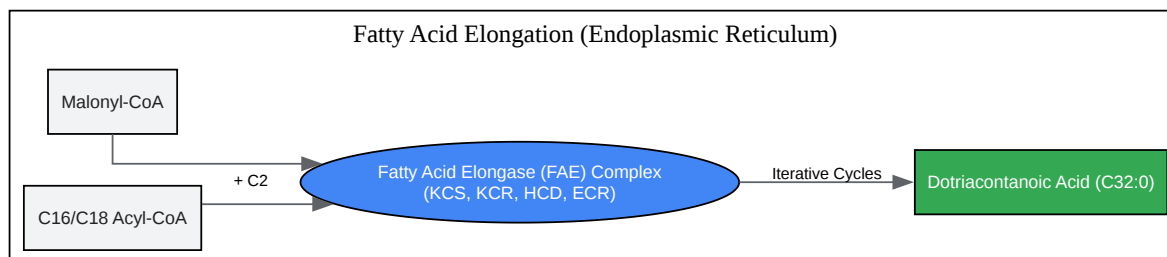 Fatty Acid Elongation (Endoplasmic Reticulum)
Malonyl-CoA
+ C2
C16/C18 Acyl-CoA
Fatty Acid Elongase (FAE) Complex
(KCS, KCR, HCD, ECR)
Iterative Cycles
Dotriacontanoic Acid (C32:0)